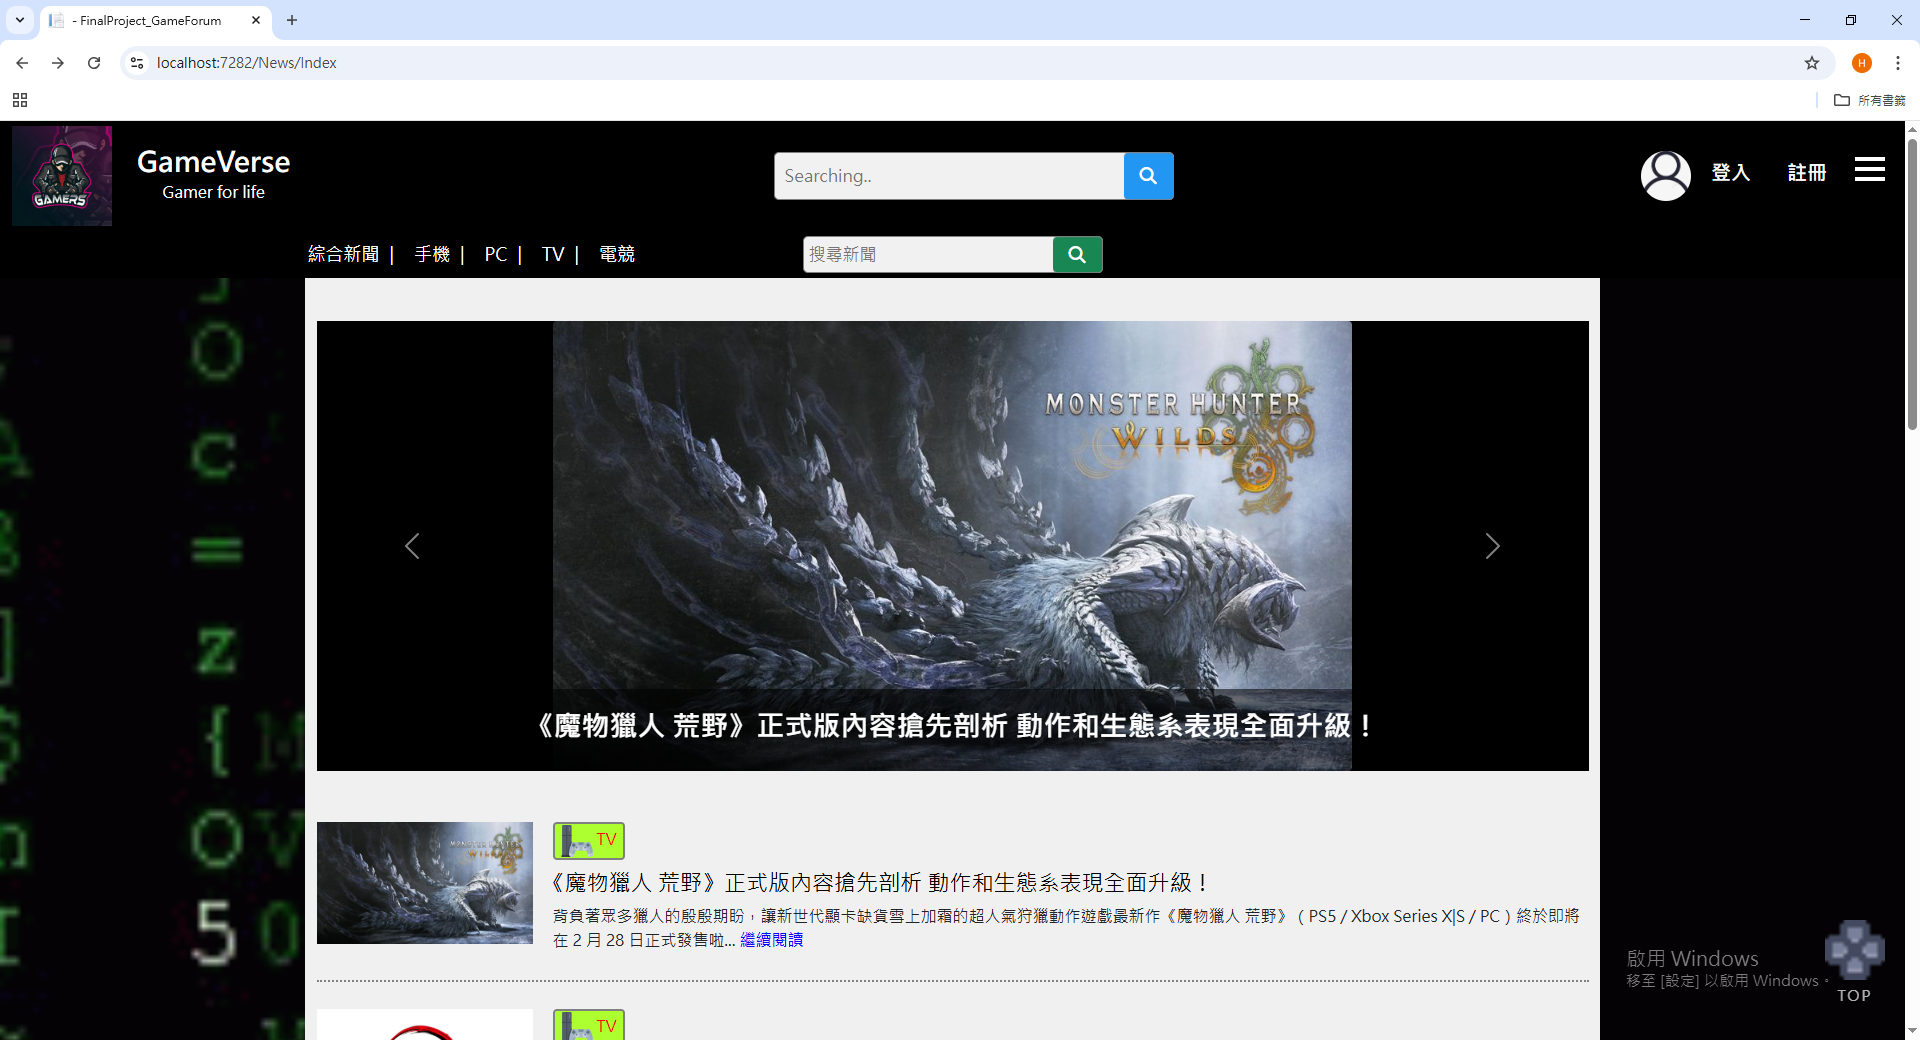 - FinalProject_GameForum
localhost:7282/News/Index
H
所有書籤
GAMERS
GameVerse
Gamer for life
Searching..
登入
註冊
綜合新聞 | 手機 | PC | TV | 電競
搜尋新聞
MONSTER HUNTER
WILDS
《魔物獵人 荒野》正式版內容搶先剖析 動作和生態系表現全面升級！
MONSTER HUNTER
WILDS
TV
《魔物獵人 荒野》正式版內容搶先剖析 動作和生態系表現全面升級！
背負著眾多獵人的殷殷期盼，讓新世代顯卡缺貨雪上加霜的超人氣狩獵動作遊戲最新作《魔物獵人 荒野》（PS5 / Xbox Series X|S / PC）終於即將
在 2 月 28 日正式發售啦... 繼續閱讀
啟用 Windows
移至 [設定] 以啟用 Windows。
TOP
TV